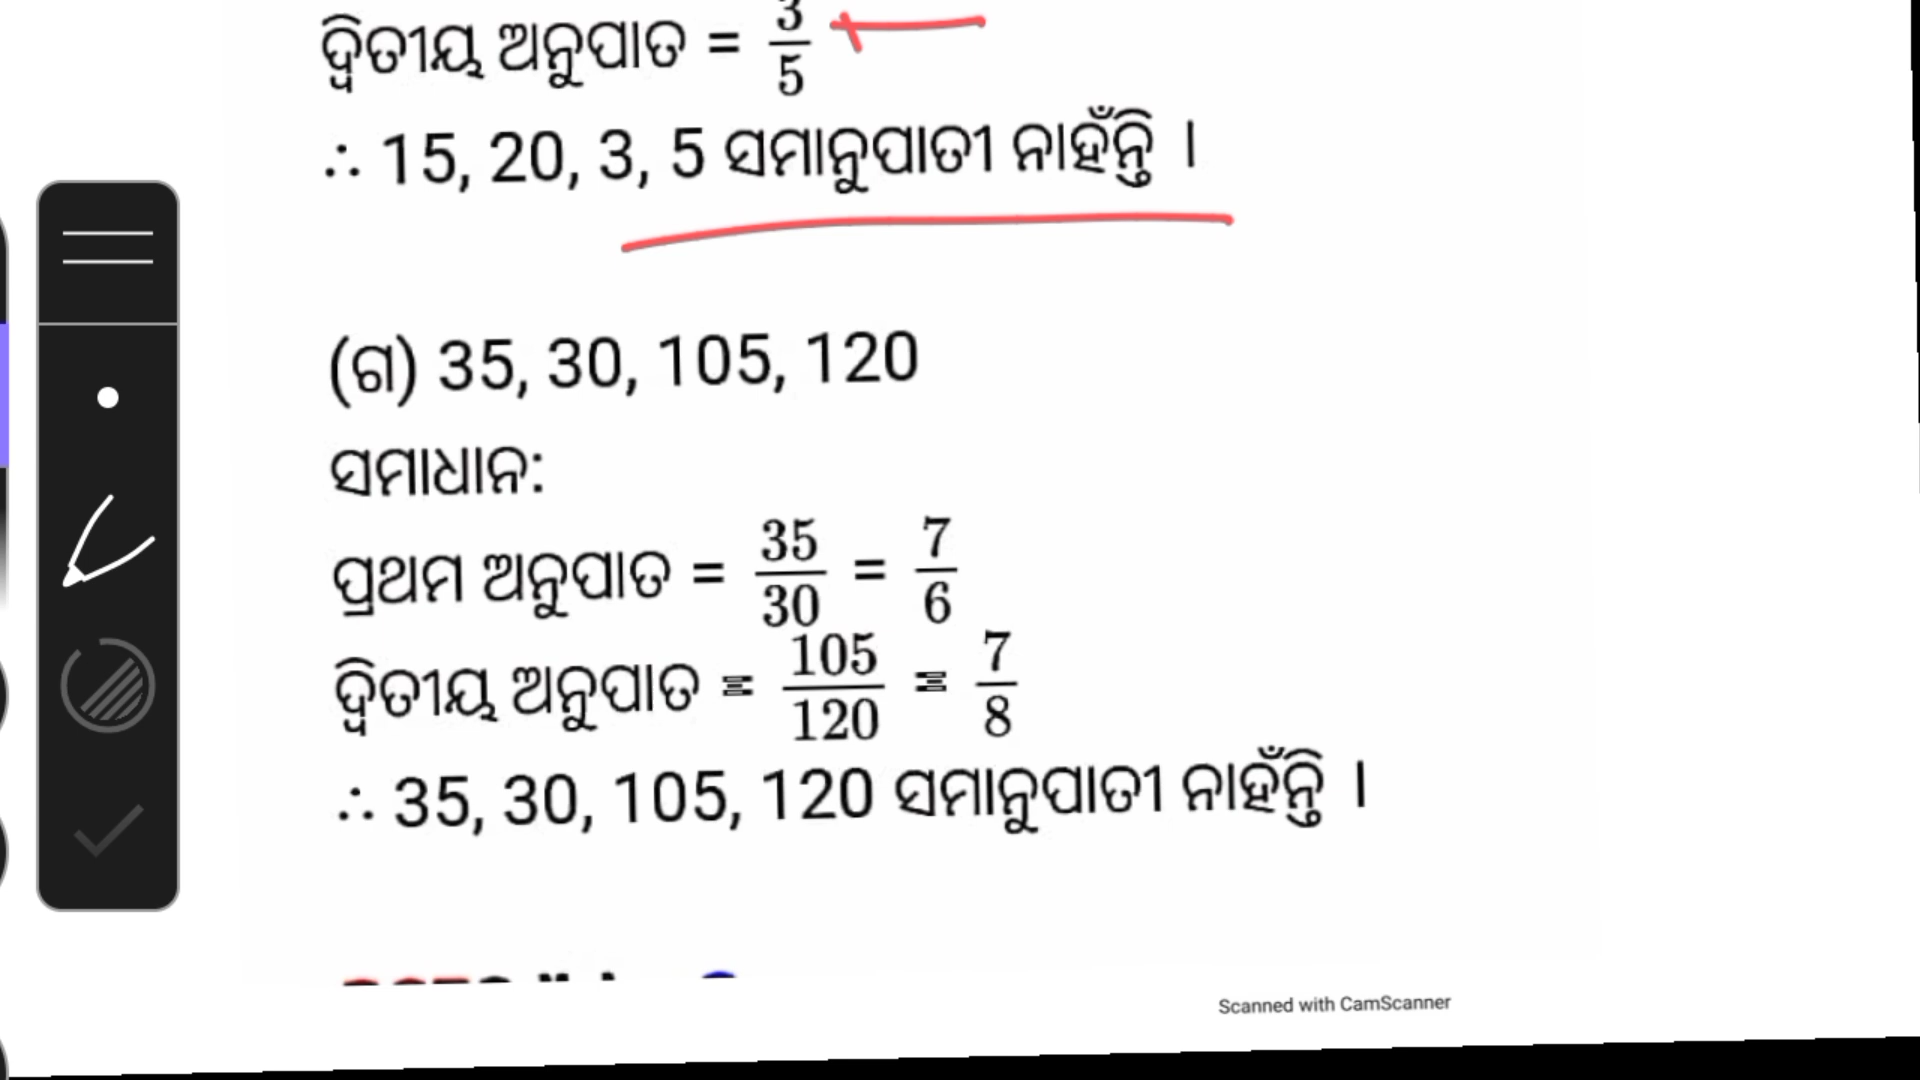 ଦ୍ୱିତୀୟ ଅନୁପାତ = 3/5
∴ 15, 20, 3, 5 ସମାନୁପାତୀ ନାହଁନ୍ତି ।
(ଗ) 35, 30, 105, 120
ସମାଧାନ:
ପ୍ରଥମ ଅନୁପାତ = 35/30 = 7/6
ଦ୍ୱିତୀୟ ଅନୁପାତ = 105/120 = 7/8
∴ 35, 30, 105, 120 ସମାନୁପାତୀ ନାହଁନ୍ତି ।
Scanned with CamScanner